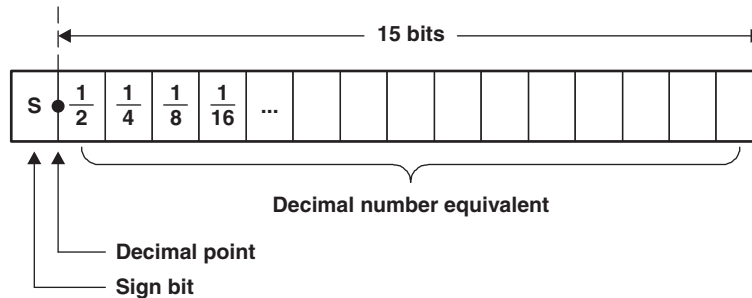 15 bits
S 1/2 1/4 1/8 1/16 ...
Decimal number equivalent
Decimal point
Sign bit